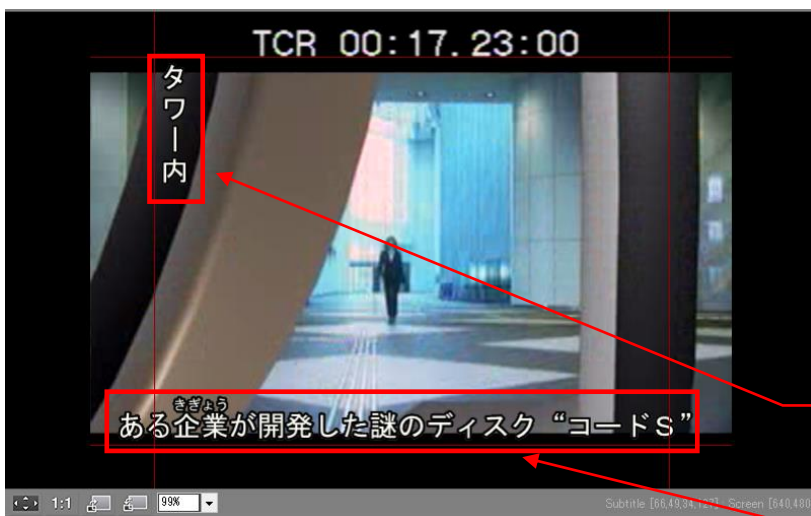 TCR 00:17.23:00
タワー内
きぎょう
ある企業が開発した謎のディスク “コードS”
1:1
99%
Subtitle [66,49,94,127] : Screen [640,480